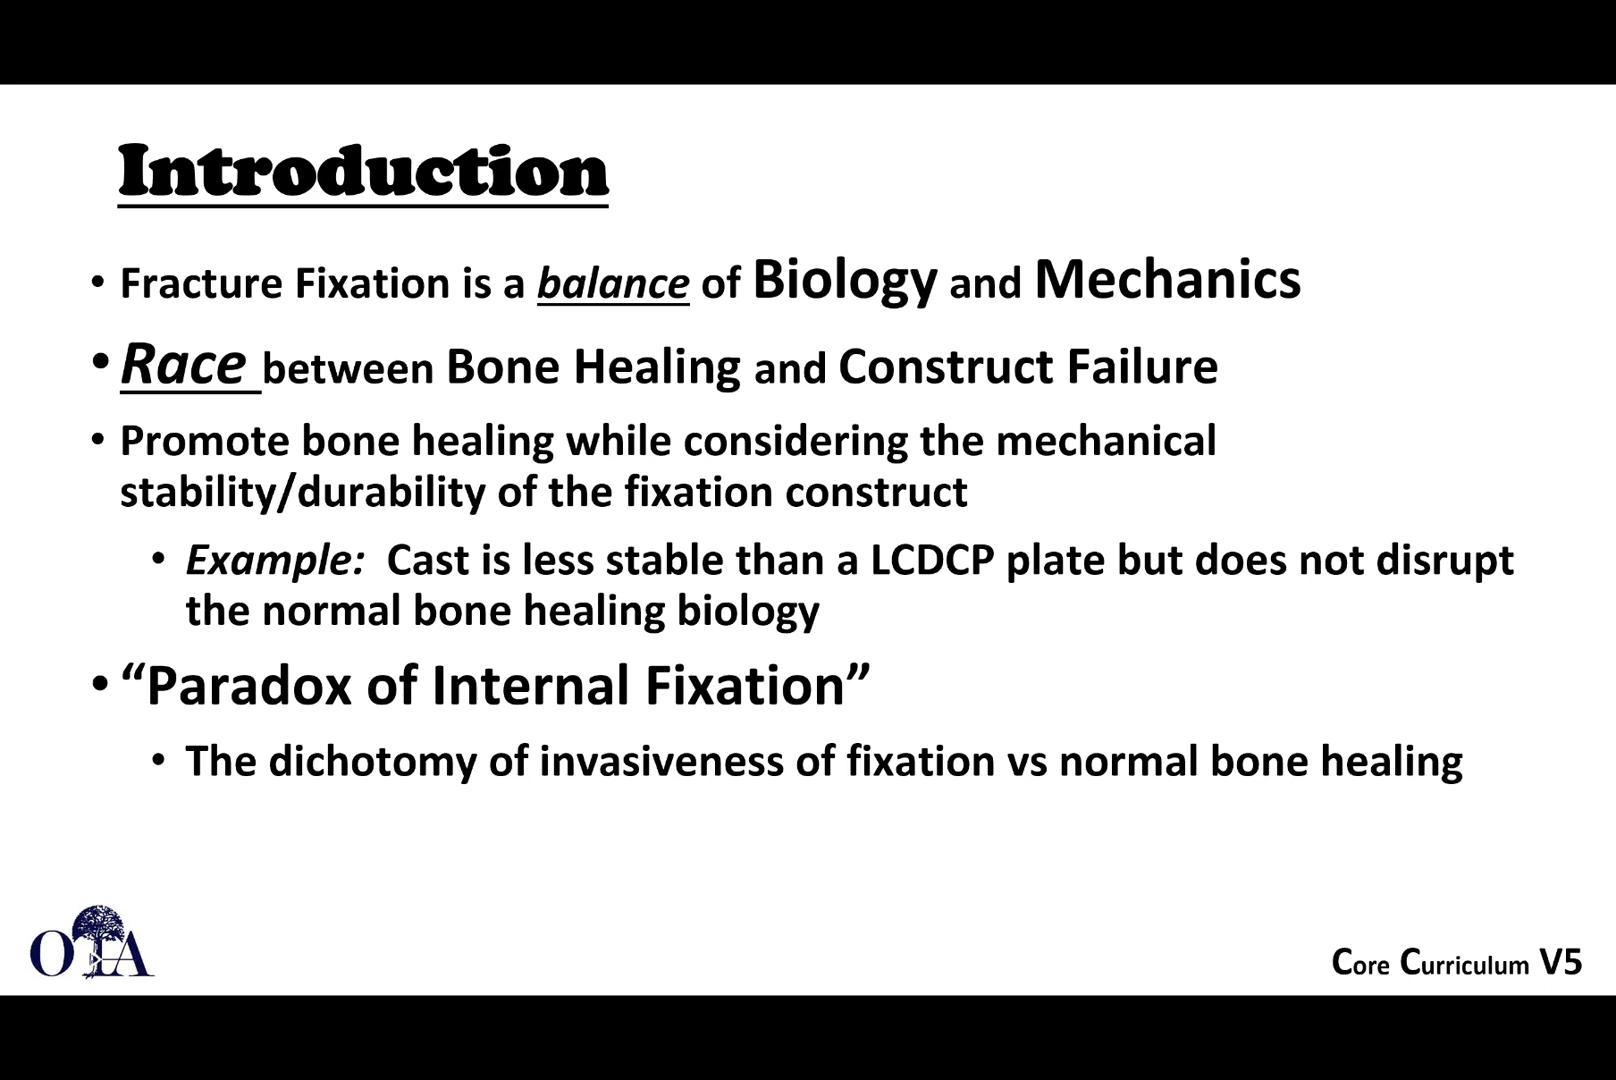 Introduction
• Fracture Fixation is a balance of Biology and Mechanics
• Race between Bone Healing and Construct Failure
• Promote bone healing while considering the mechanical
stability/durability of the fixation construct
• Example: Cast is less stable than a LCDCP plate but does not disrupt
the normal bone healing biology
• “Paradox of Internal Fixation”
• The dichotomy of invasiveness of fixation vs normal bone healing
OTA
Core Curriculum V5